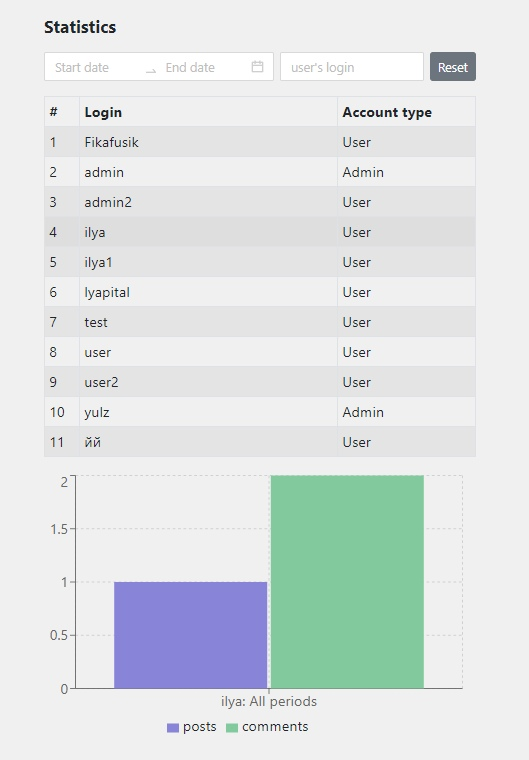 Statistics
Start date → End date user's login Reset
# Login Account type
1 Fikafusik User
2 admin Admin
3 admin2 User
4 ilya User
5 ilya1 User
6 lyapital User
7 test User
8 user User
9 user2 User
10 yulz Admin
11 йй User
2
1.5
1
0.5
0
ilya: All periods
posts comments